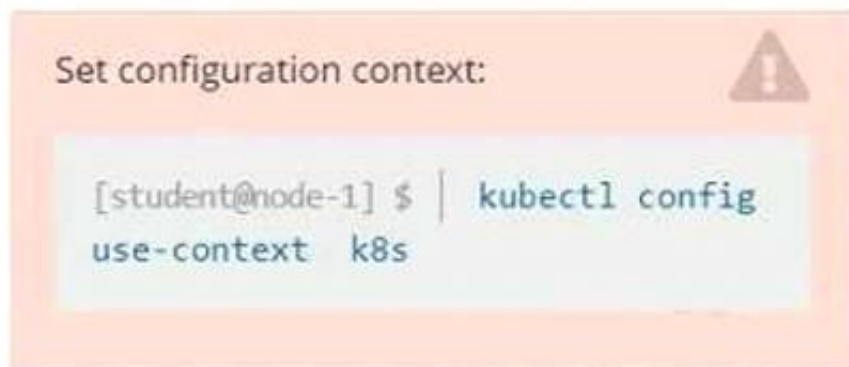 Set configuration context:
[student@node-1] $ | kubectl config
use-context k8s